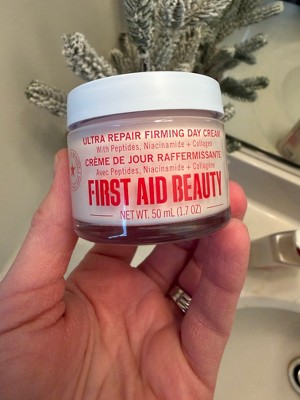 ULTRA REPAIR FIRMING DAY CREAM
With Peptides, Niacinamide + Collagen
CRÈME DE JOUR RAFFERMISSANTE
Avec Peptides, Niacinamide + Collagène
FIRST AID BEAUTY
NET WT. 50 mL (1.7 OZ)